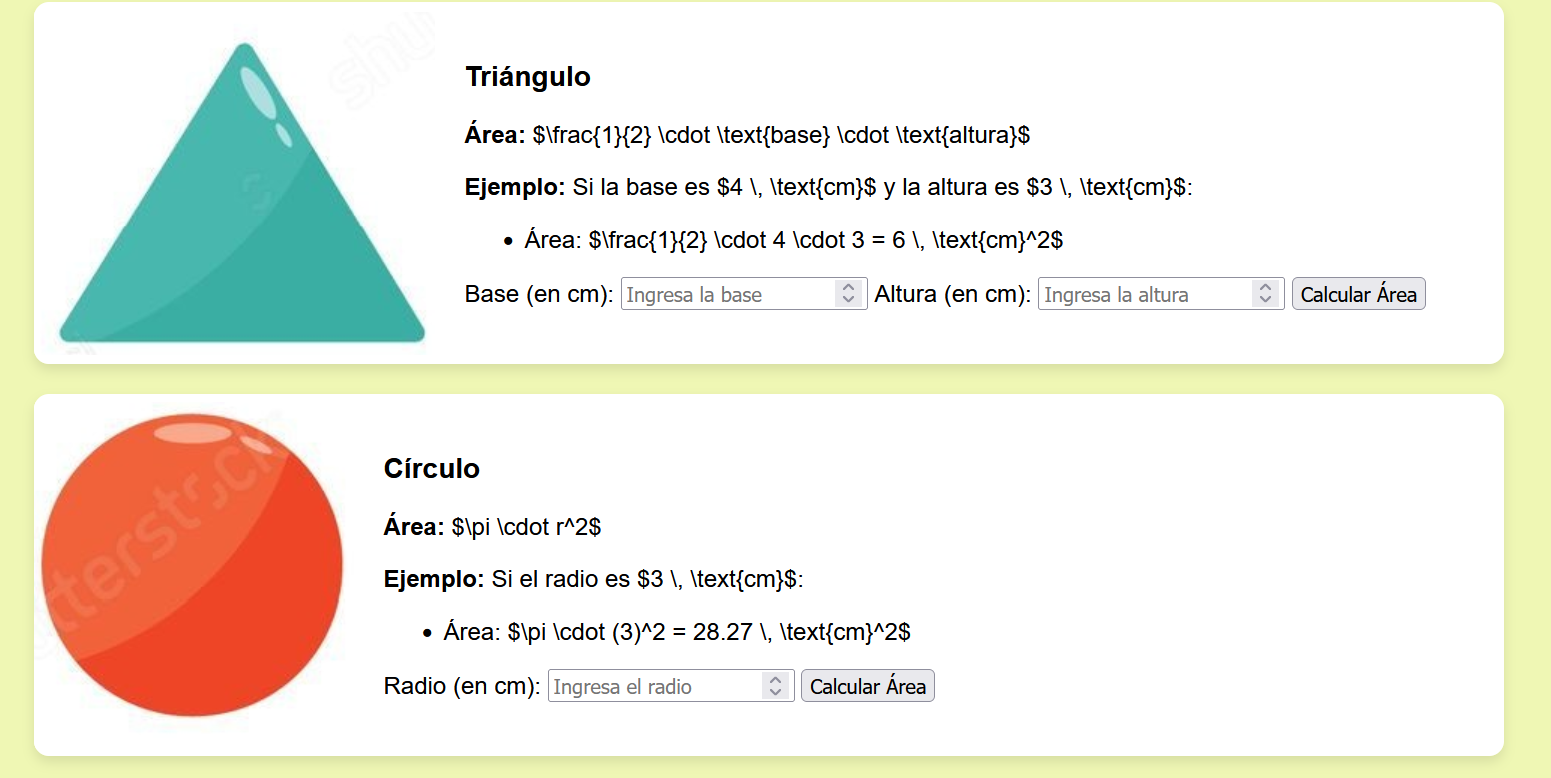 Triángulo
Área: $\frac{1}{2} \cdot \text{base} \cdot \text{altura}$
Ejemplo: Si la base es $4 \, \text{cm}$ y la altura es $3 \, \text{cm}$:
• Área: $\frac{1}{2} \cdot 4 \cdot 3 = 6 \, \text{cm}^2$
Base (en cm): Ingresa la base Altura (en cm): Ingresa la altura Calcular Área
Círculo
Área: $\pi \cdot r^2$
Ejemplo: Si el radio es $3 \, \text{cm}$:
• Área: $\pi \cdot (3)^2 = 28.27 \, \text{cm}^2$
Radio (en cm): Ingresa el radio Calcular Área